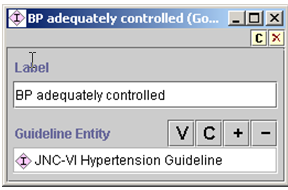 BP adequately controlled (Go...
C
Label
BP adequately controlled
Guideline Entity V C + −
JNC-VI Hypertension Guideline